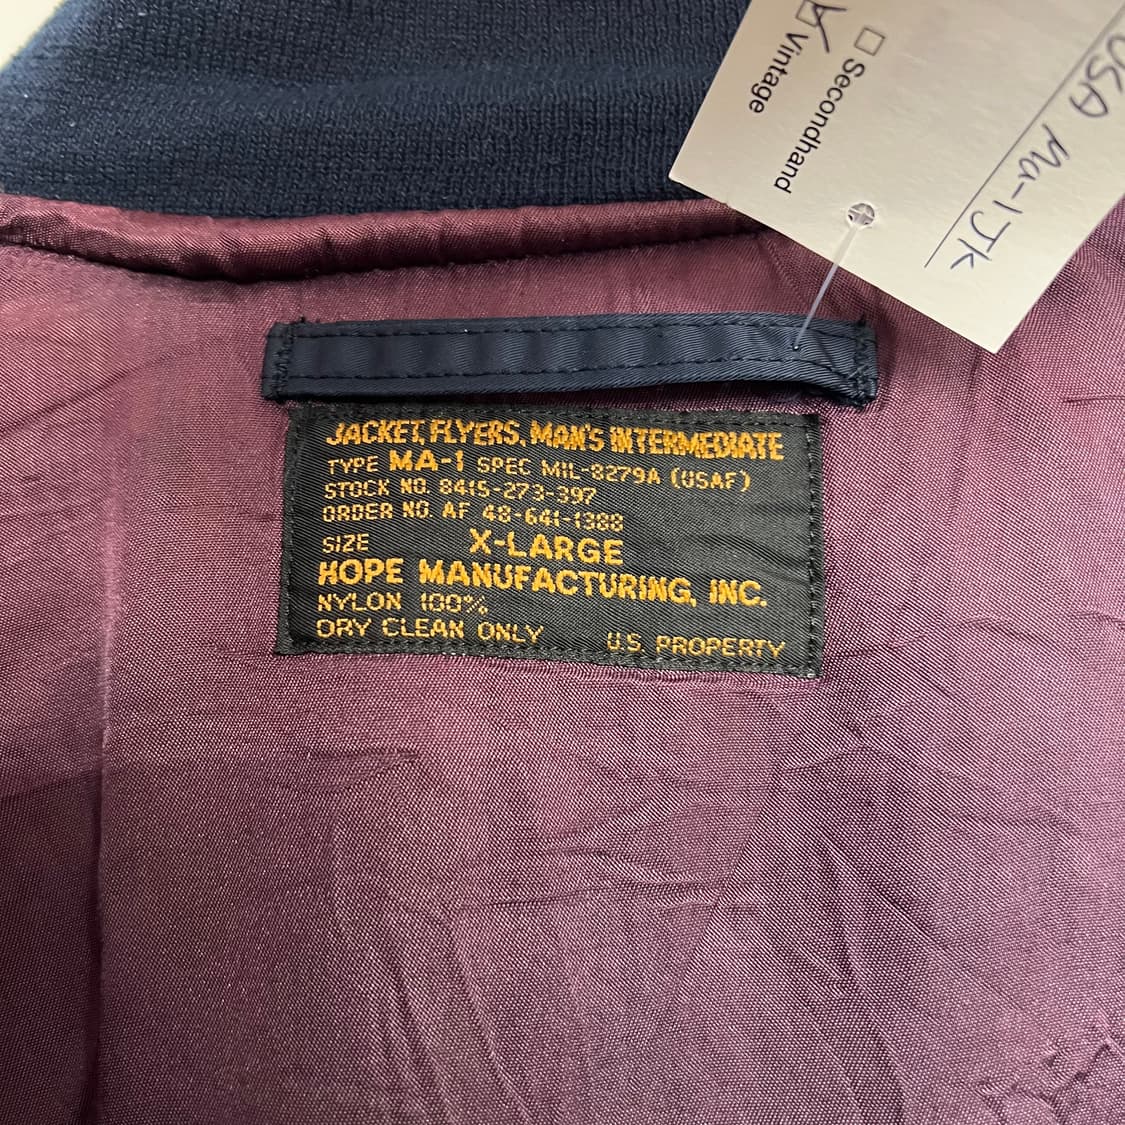 USA Ma-1 Jk
Secondhand
Vintage
JACKET, FLYERS, MAN'S INTERMEDIATE
TYPE MA-1 SPEC MIL-8279A (USAF)
STOCK NO. 8415-273-397
ORDER NO. AF 48-641-1388
SIZE X-LARGE
HOPE MANUFACTURING, INC.
NYLON 100%
DRY CLEAN ONLY U.S. PROPERTY